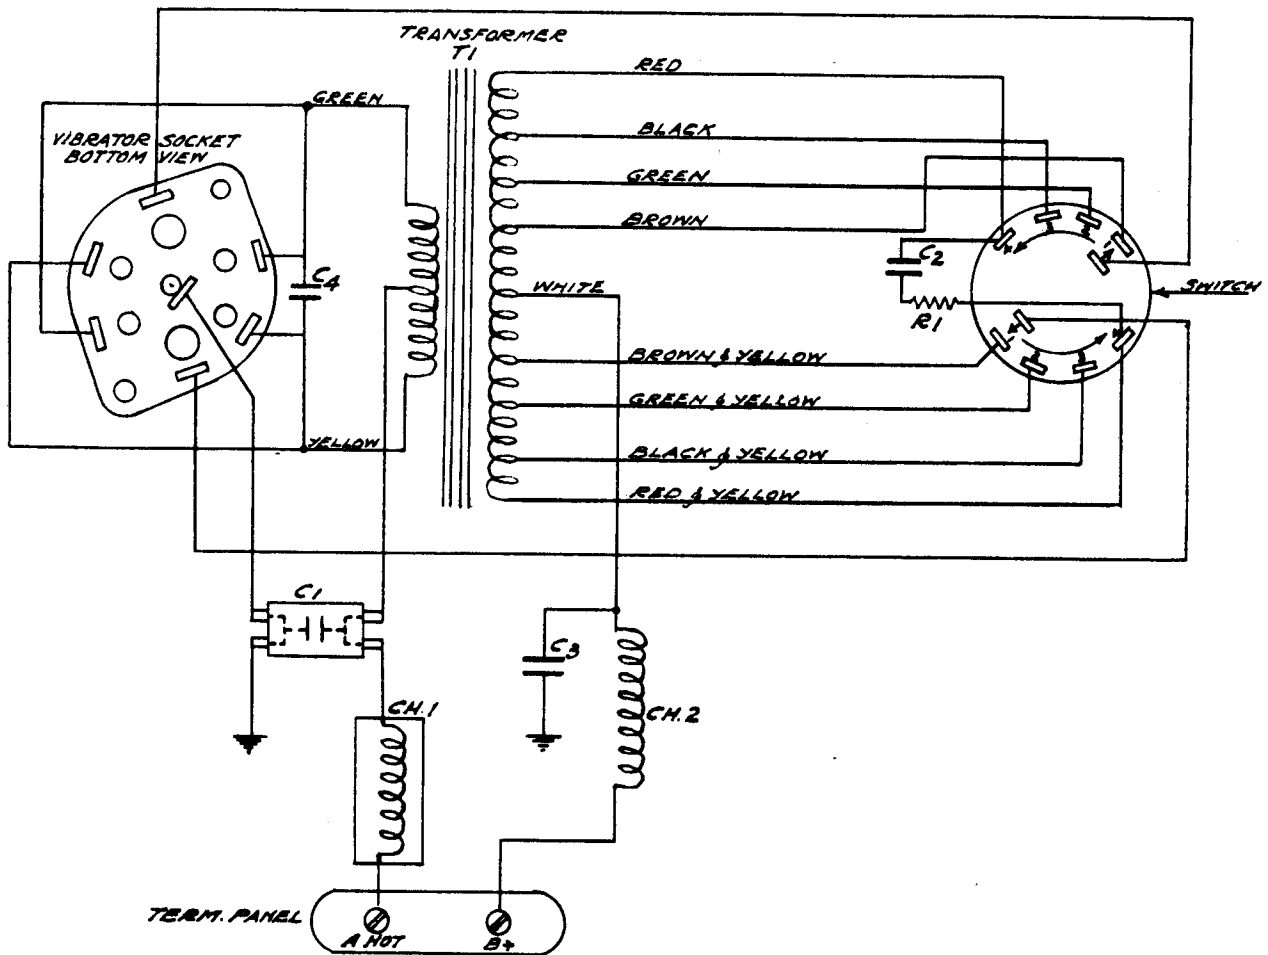 TRANSFORMER
T1
RED
GREEN
BLACK
VIBRATOR SOCKET
BOTTOM VIEW
GREEN
BROWN
C2
C4
WHITE
SWITCH
R1
BROWN & YELLOW
GREEN & YELLOW
YELLOW
BLACK & YELLOW
RED & YELLOW
C1
C3
CH.1
CH.2
TERM. PANEL
A HOT
B+